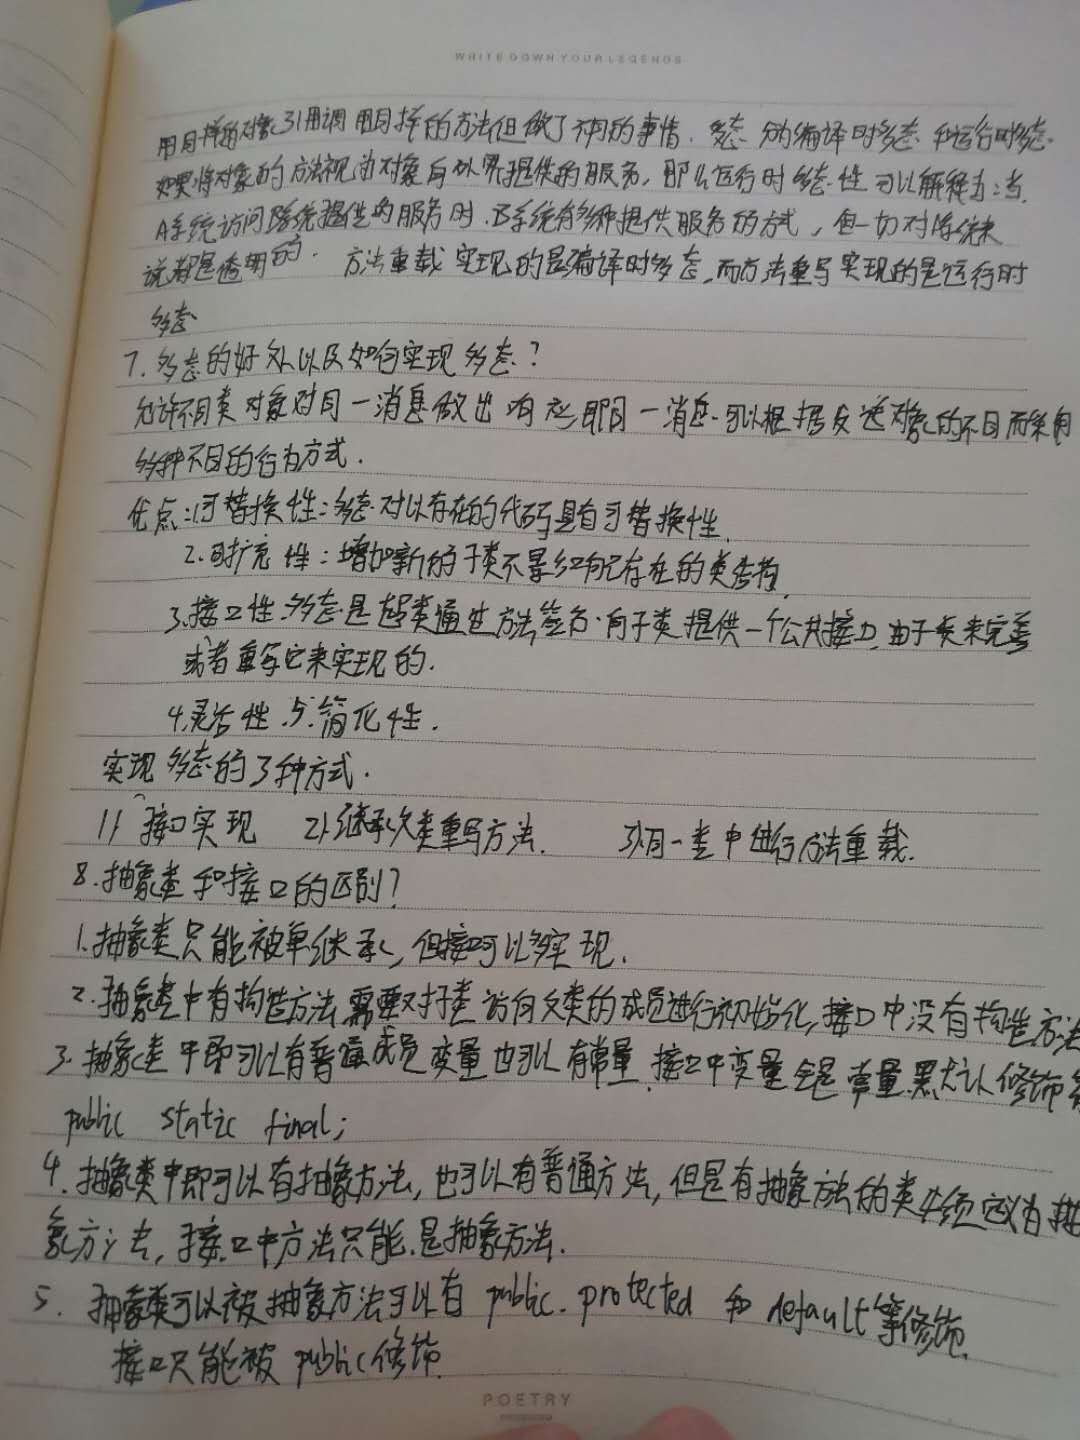 WRITE DOWN YOUR LEGENDS
用同样的对象引用调用同样的方法但做了不同的事情. 多态分为编译时多态和运行时多态.
如果将对象的方法视为对象向外界提供的服务, 那么运行时多态性可以解释为:当
A系统访问B系统提供的服务时.B系统有多种提供服务的方式, 但一切对A系统来
说都是透明的. 方法重载实现的是编译时多态,而方法重写实现的是运行时
多态
7. 多态的好处以及如何实现多态?
允许不同类对象对同一消息做出响应即同一消息可以根据发送对象的不同而采用
多种不同的行为方式.
优点:1.可替换性:多态对以存在的代码具有可替换性.
2.可扩充性:增加新的子类不影响已存在的类结构.
3.接口性.多态是超类通过方法签名.向子类提供一个公共接口,由子类来完善
或者重写它来实现的.
4.灵活性.5.简化性.
实现多态的3种方式.
1) 接口实现 2)继承父类重写方法. 3)同一类中进行方法重载.
8.抽象类和接口的区别?
1.抽象类只能被单继承, 但接口可以多实现.
2.抽象类中有构造方法需要对子类访问父类的成员进行初始化,接口中没有构造方法
3.抽象类中即可以有普通成员变量也可以有常量.接口中变量 是常量.默认修饰
public static final;
4.抽象类中即可以有抽象方法,也可以有普通方法,但是有抽象方法的类必须定义为抽
象方法, 接口中方法只能是抽象方法.
5. 抽象类可以被抽象方法可以有 public. protected 和 default等修饰.
接口只能被public修饰.
POETRY